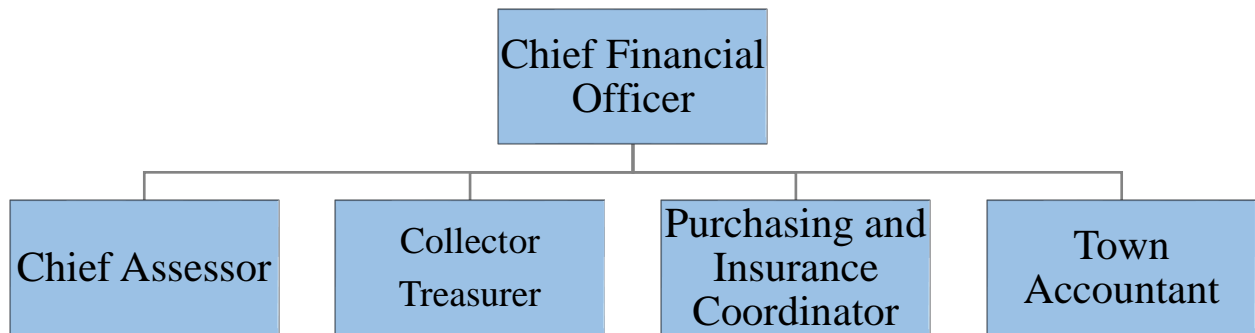 Chief Financial
Officer
Chief Assessor
Collector
Treasurer
Purchasing and
Insurance
Coordinator
Town
Accountant